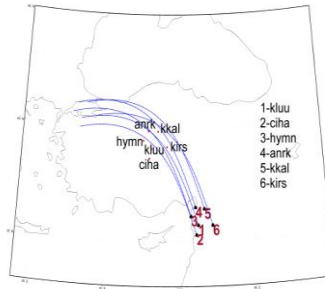 anrk
kkal
hymn
kluu
kirs
ciha
1-kluu
2-ciha
3-hymn
4-anrk
5-kkal
6-kirs
4
5
3
1
6
2